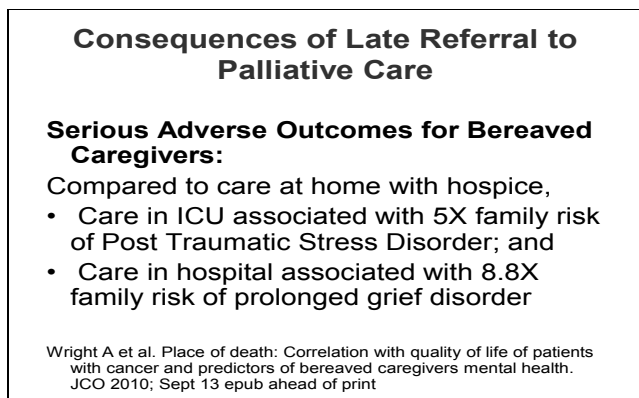 Consequences of Late Referral to
Palliative Care
Serious Adverse Outcomes for Bereaved
Caregivers:
Compared to care at home with hospice,
• Care in ICU associated with 5X family risk
of Post Traumatic Stress Disorder; and
• Care in hospital associated with 8.8X
family risk of prolonged grief disorder
Wright A et al. Place of death: Correlation with quality of life of patients
with cancer and predictors of bereaved caregivers mental health.
JCO 2010; Sept 13 epub ahead of print